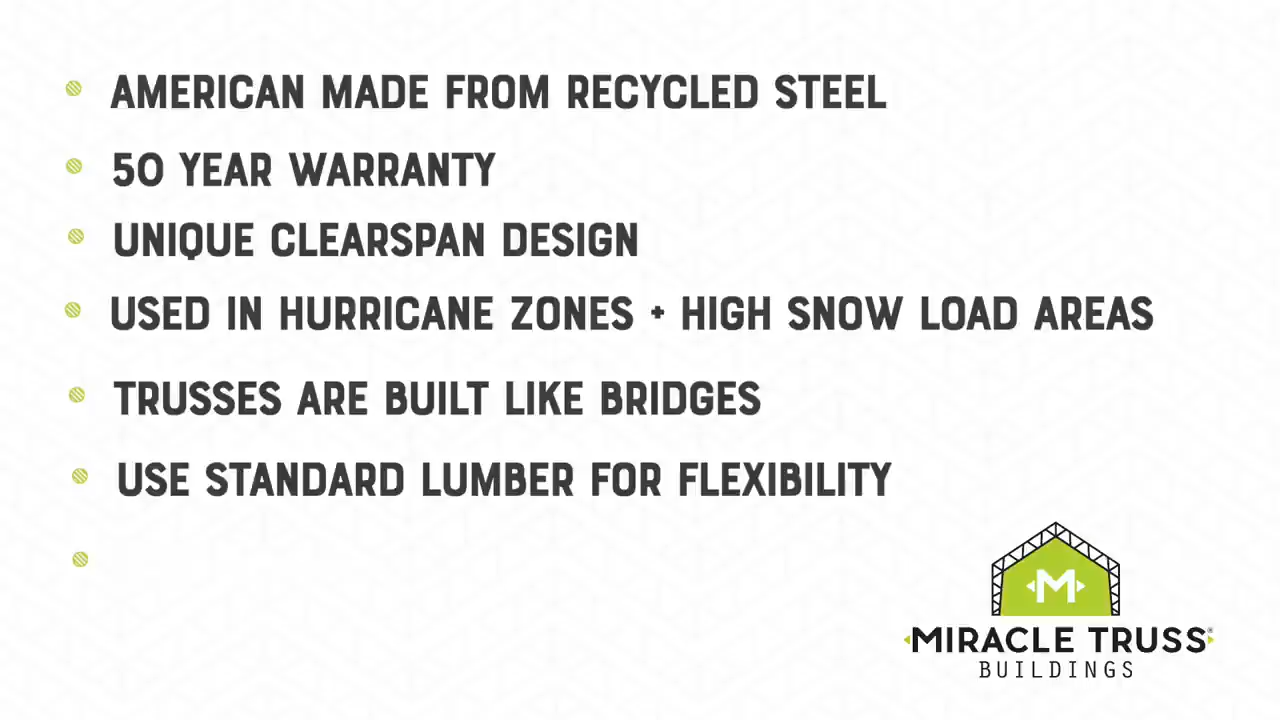 AMERICAN MADE FROM RECYCLED STEEL
50 YEAR WARRANTY
UNIQUE CLEARSPAN DESIGN
USED IN HURRICANE ZONES + HIGH SNOW LOAD AREAS
TRUSSES ARE BUILT LIKE BRIDGES
USE STANDARD LUMBER FOR FLEXIBILITY
M
MIRACLE TRUSS®
BUILDINGS